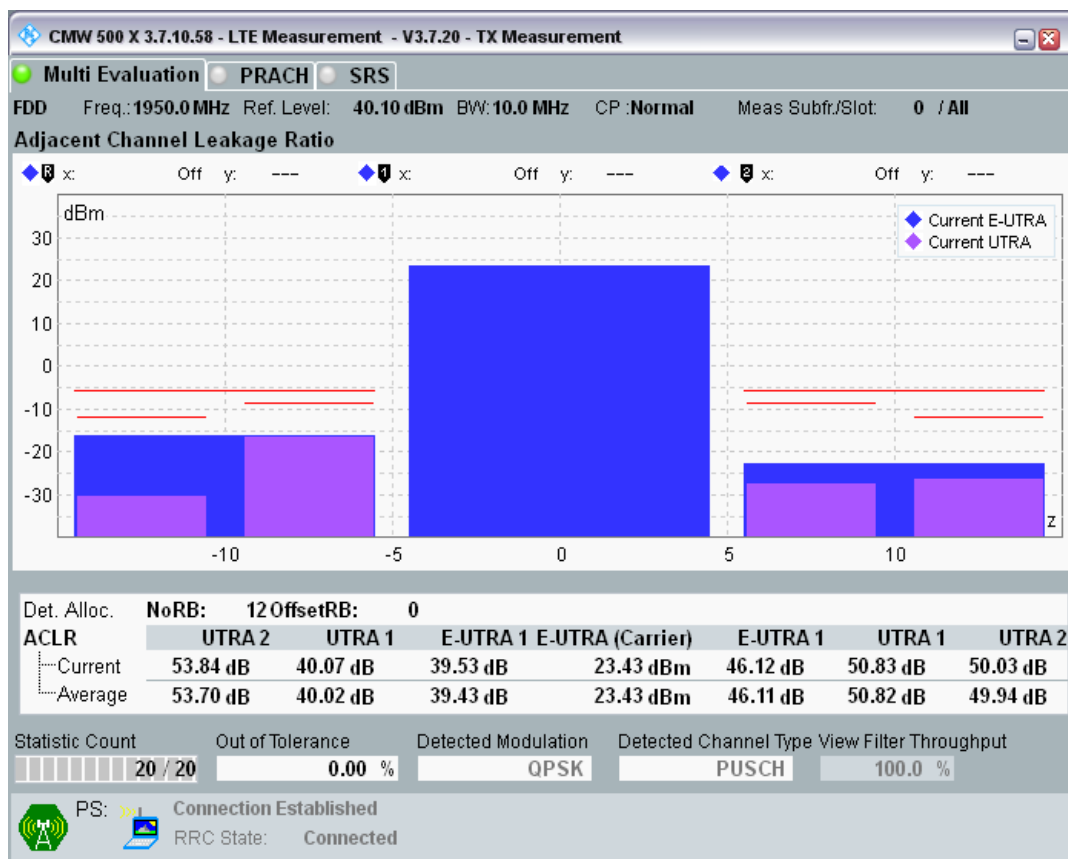 CMW 500 X 3.7.10.58 - LTE Measurement - V3.7.20 - TX Measurement
Multi Evaluation PRACH SRS
FDD Freq.: 1950.0 MHz Ref. Level: 40.10 dBm BW: 10.0 MHz CP : Normal Meas Subfr./Slot: 0 / All
Adjacent Channel Leakage Ratio
R x: Off y: --- 1 x: Off y: --- 2 x: Off y: ---
dBm
Current E-UTRA
Current UTRA
30
20
10
0
-10
-20
-30
z
-10 -5 0 5 10
Det. Alloc. NoRB: 12 OffsetRB: 0
ACLR UTRA 2 UTRA 1 E-UTRA 1 E-UTRA (Carrier) E-UTRA 1 UTRA 1 UTRA 2
Current 53.84 dB 40.07 dB 39.53 dB 23.43 dBm 46.12 dB 50.83 dB 50.03 dB
Average 53.70 dB 40.02 dB 39.43 dB 23.43 dBm 46.11 dB 50.82 dB 49.94 dB
Statistic Count Out of Tolerance Detected Modulation Detected Channel Type View Filter Throughput
20 / 20 0.00 % QPSK PUSCH 100.0 %
PS: Connection Established
RRC State: Connected